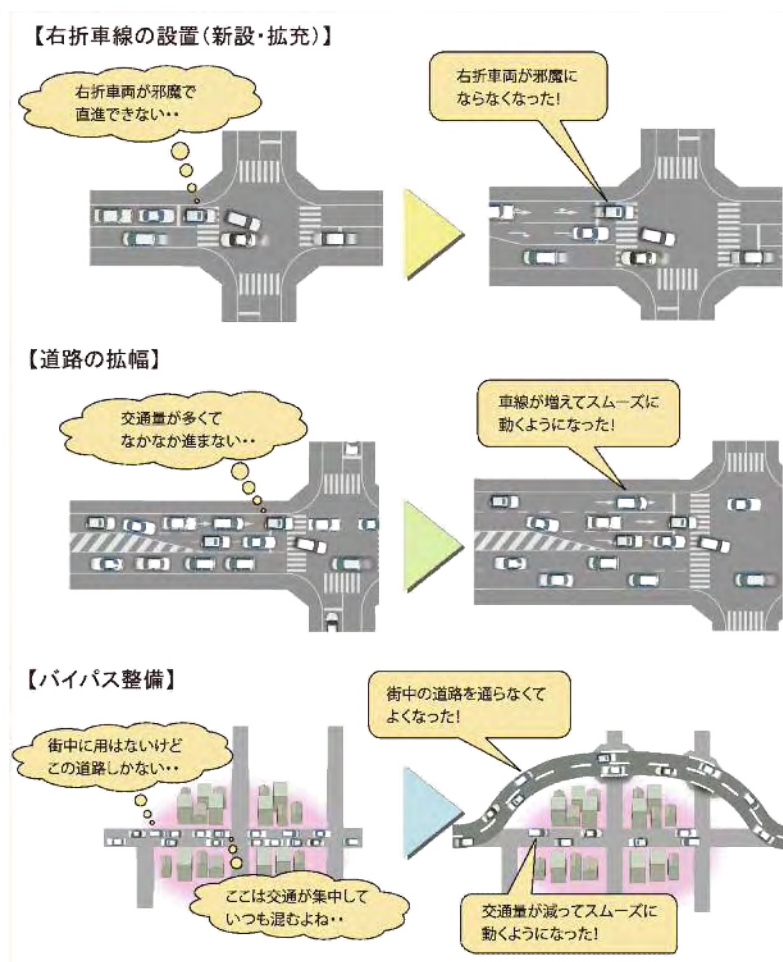 【右折車線の設置(新設・拡充)】
右折車両が邪魔で
直進できない・・
右折車両が邪魔に
ならなくなった!
【道路の拡幅】
交通量が多くて
なかなか進まない・・
車線が増えてスムーズに
動くようになった!
【バイパス整備】
街中に用はないけど
この道路しかない・・
ここは交通が集中して
いつも混むよね・・
街中の道路を通らなくて
よくなった!
交通量が減ってスムーズに
動くようになった!